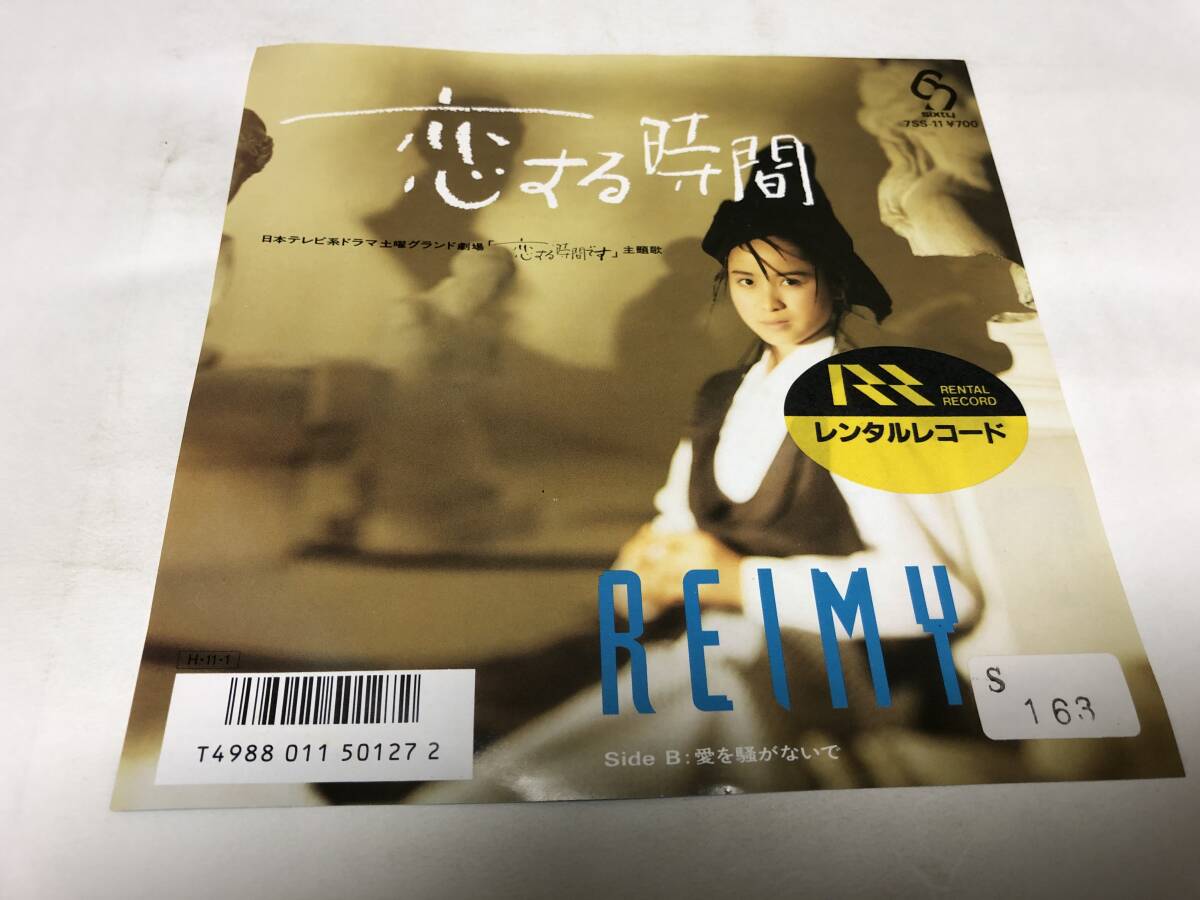 sixty
7SS-11 ¥700
恋する時間
日本テレビ系ドラマ土曜グランド劇場「恋する時間です」主題歌
RENTAL
RECORD
レンタルレコード
REIMY
H·11·1
S
163
T4988 011 50127 2
Side B:愛を騒がないで